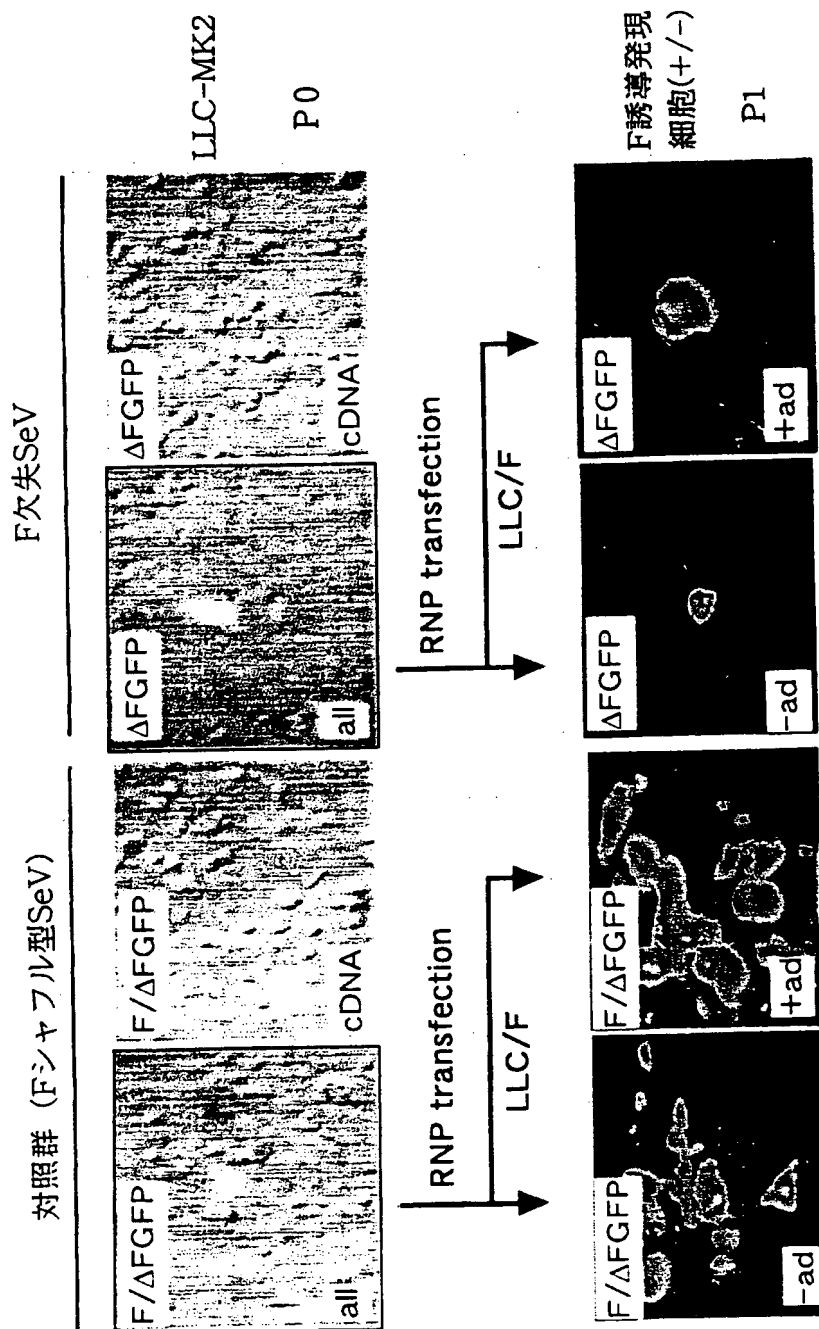 対照群 (Fシャフル型SeV)
F欠失SeV
F/ΔFGFP
all
F/ΔFGFP
cDNA
ΔFGFP
all
ΔFGFP
cDNA
LLC-MK2
P0
RNP transfection
LLC/F
RNP transfection
LLC/F
F/ΔFGFP
-ad
F/ΔFGFP
+ad
ΔFGFP
-ad
ΔFGFP
+ad
F誘導発現
細胞(+/-)
P1